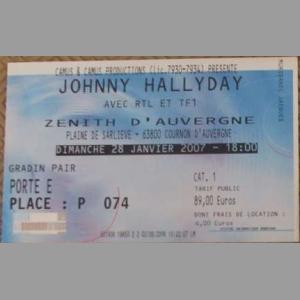 CAMUS & CAMUS PRODUCTIONS (lic.7930-7934) PRESENTE
JOHNNY HALLYDAY
AVEC RTL ET TF1
ZENITH D'AUVERGNE
PLAINE DE SARLIEVE - 63800 COURNON D'AUVERGNE
DIMANCHE 28 JANVIER 2007 - 18:00
GRADIN PAIR
PORTE E
PLACE : P 074
CAT. 1
TARIF PUBLIC
89,00 Euros
DONT FRAIS DE LOCATION :
4,00 Euros